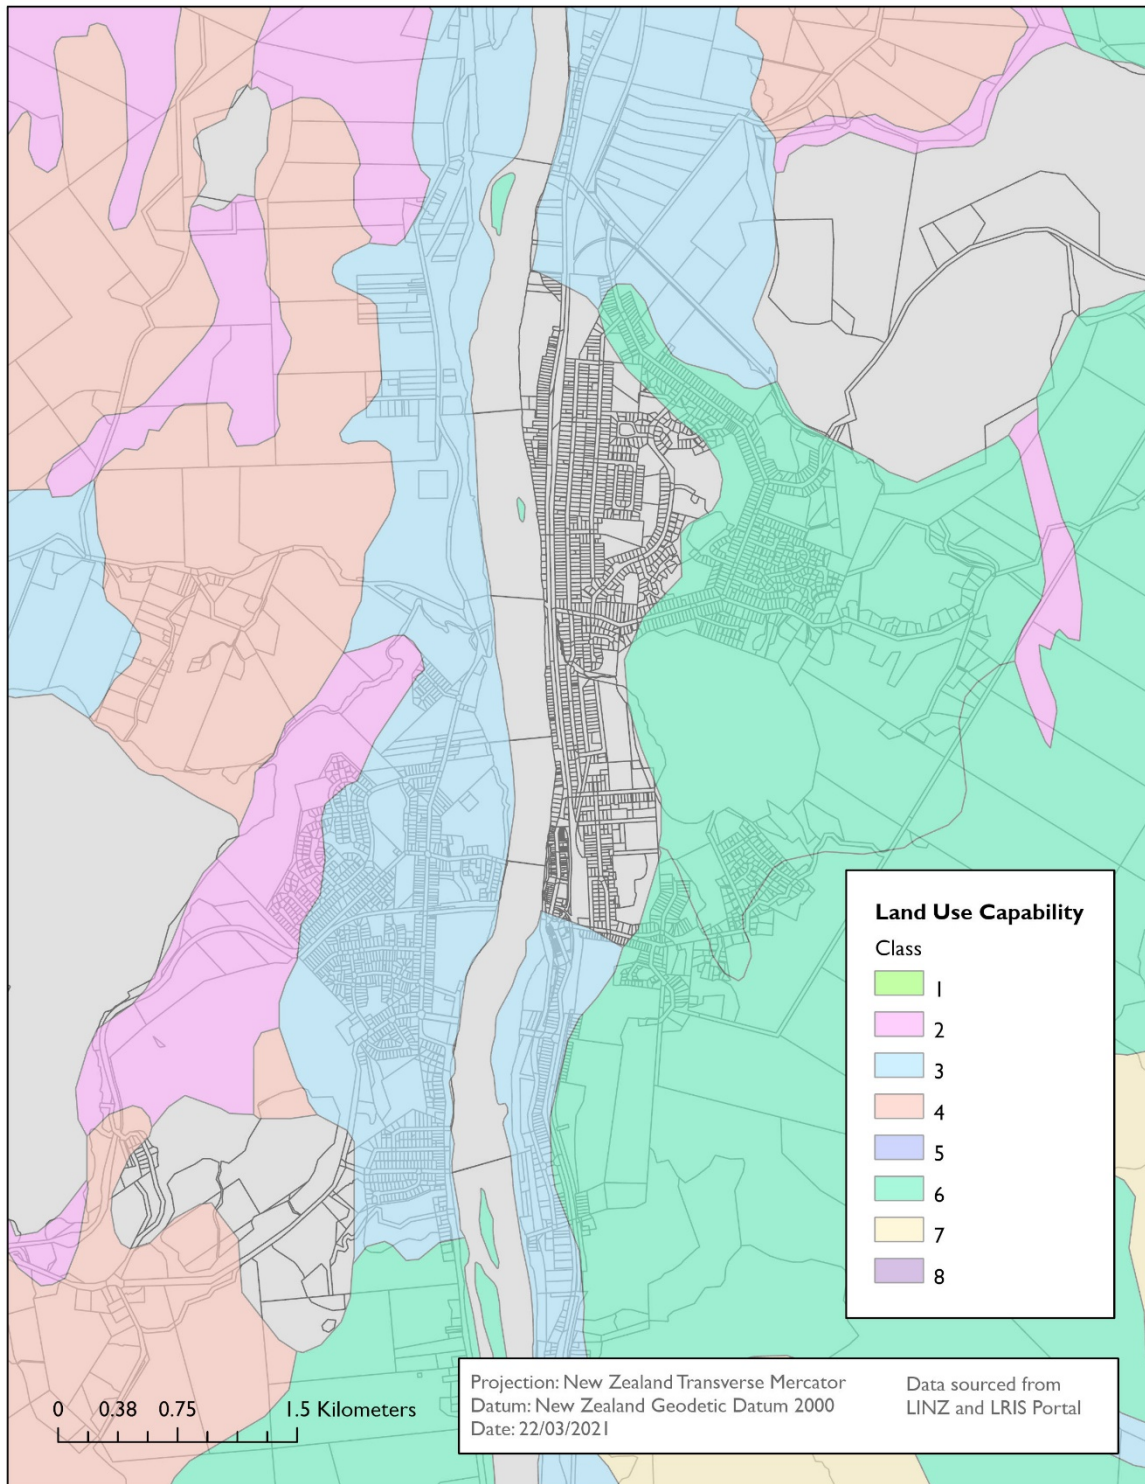 Land Use Capability
Class
1
2
3
4
5
6
7
8
0 0.38 0.75 1.5 Kilometers
Projection: New Zealand Transverse Mercator
Datum: New Zealand Geodetic Datum 2000
Date: 22/03/2021
Data sourced from
LINZ and LRIS Portal